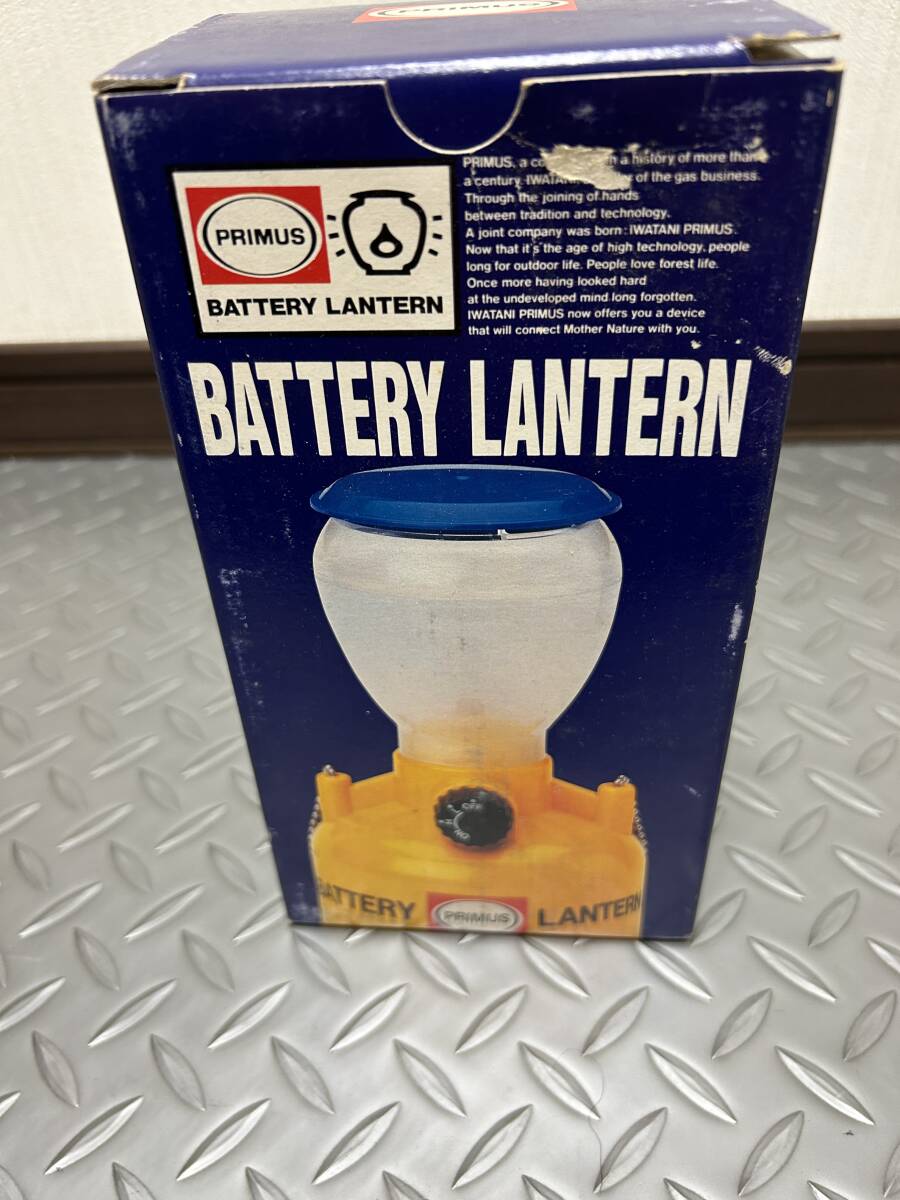 PRIMUS
PRIMUS
BATTERY LANTERN
PRIMUS, a a history of more than
a century, IWATANI, of the gas business.
Through the joining of hands
between tradition and technology.
A joint company was born: IWATANI PRIMUS.
Now that it's the age of high technology, people
long for outdoor life. People love forest life.
Once more having looked hard
at the undeveloped mind long forgotten.
IWATANI PRIMUS now offers you a device
that will connect Mother Nature with you.
BATTERY LANTERN
OFF
ON
BATTERY PRIMUS LANTERN